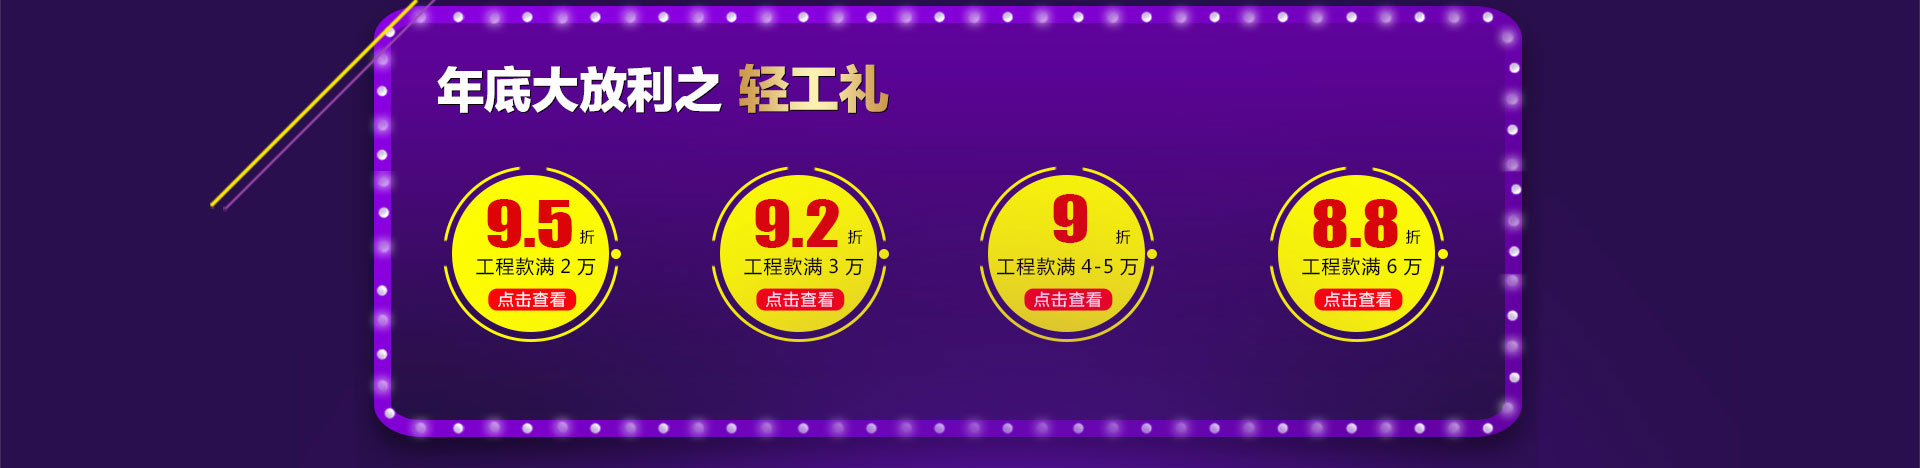 年底大放利之 轻工礼
9.5折
工程款满 2 万
点击查看
9.2折
工程款满 3 万
点击查看
9折
工程款满 4-5 万
点击查看
8.8折
工程款满 6 万
点击查看